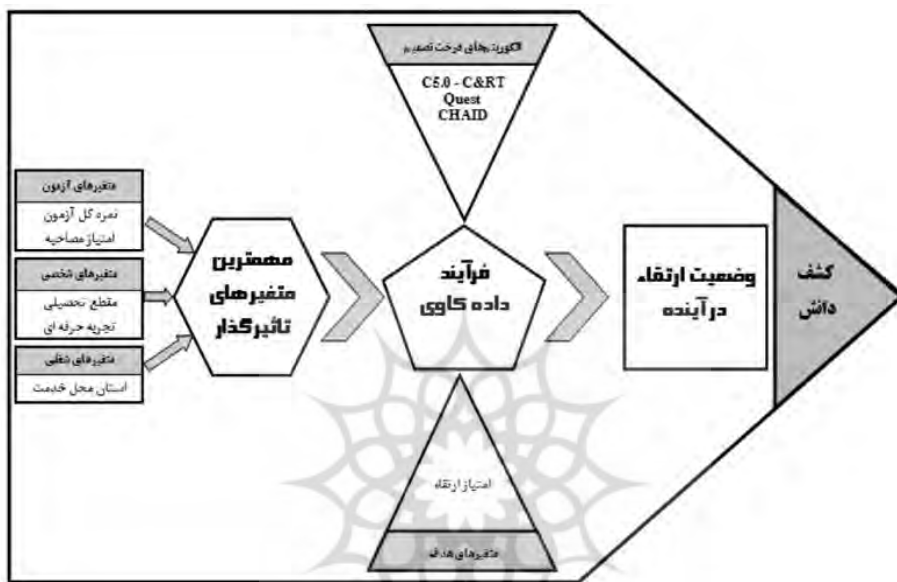 الگوریتم‌های درخت تصمیم
C5.0 - C&RT
Quest
CHAID
متغیرهای آزمون
نمره کل آزمون
امتیاز مصاحبه
متغیرهای شخصی
مقطع تحصیلی
تجربه حرفه ای
متغیرهای شغلی
استان محل خدمت
مهمترین
متغیرهای
تاثیرگذار
فرآیند
داده کاوی
وضعیت ارتقاء
در آینده
کشف
دانش
امتیاز ارتقاء
متغیرهای هدف